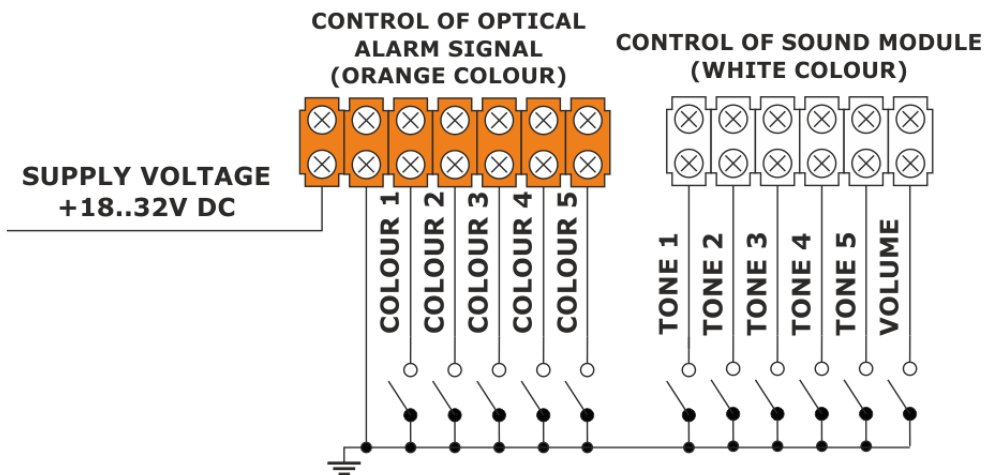 CONTROL OF OPTICAL
ALARM SIGNAL
(ORANGE COLOUR)
CONTROL OF SOUND MODULE
(WHITE COLOUR)
SUPPLY VOLTAGE
+18..32V DC
COLOUR 1
COLOUR 2
COLOUR 3
COLOUR 4
COLOUR 5
TONE 1
TONE 2
TONE 3
TONE 4
TONE 5
VOLUME